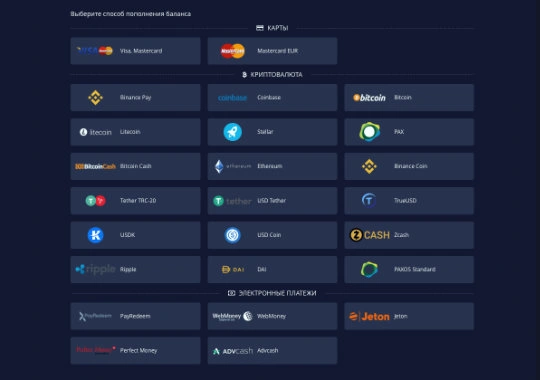 Выберите способ пополнения баланса
КАРТЫ
VISA Visa, Mastercard
MasterCard Mastercard EUR
КРИПТОВАЛЮТА
Binance Pay
coinbase Coinbase
bitcoin Bitcoin
litecoin Litecoin
Stellar
PAX
BitcoinCash Bitcoin Cash
ethereum Ethereum
Binance Coin
Tether TRC-20
tether USD Tether
TrueUSD
USDK
USD Coin
ZCASH Zcash
ripple Ripple
DAI DAI
PAXOS Standard
ЭЛЕКТРОННЫЕ ПЛАТЕЖИ
PayRedeem PayRedeem
WebMoney WebMoney
Jeton Jeton
Perfect Money Perfect Money
ADVcash Advcash